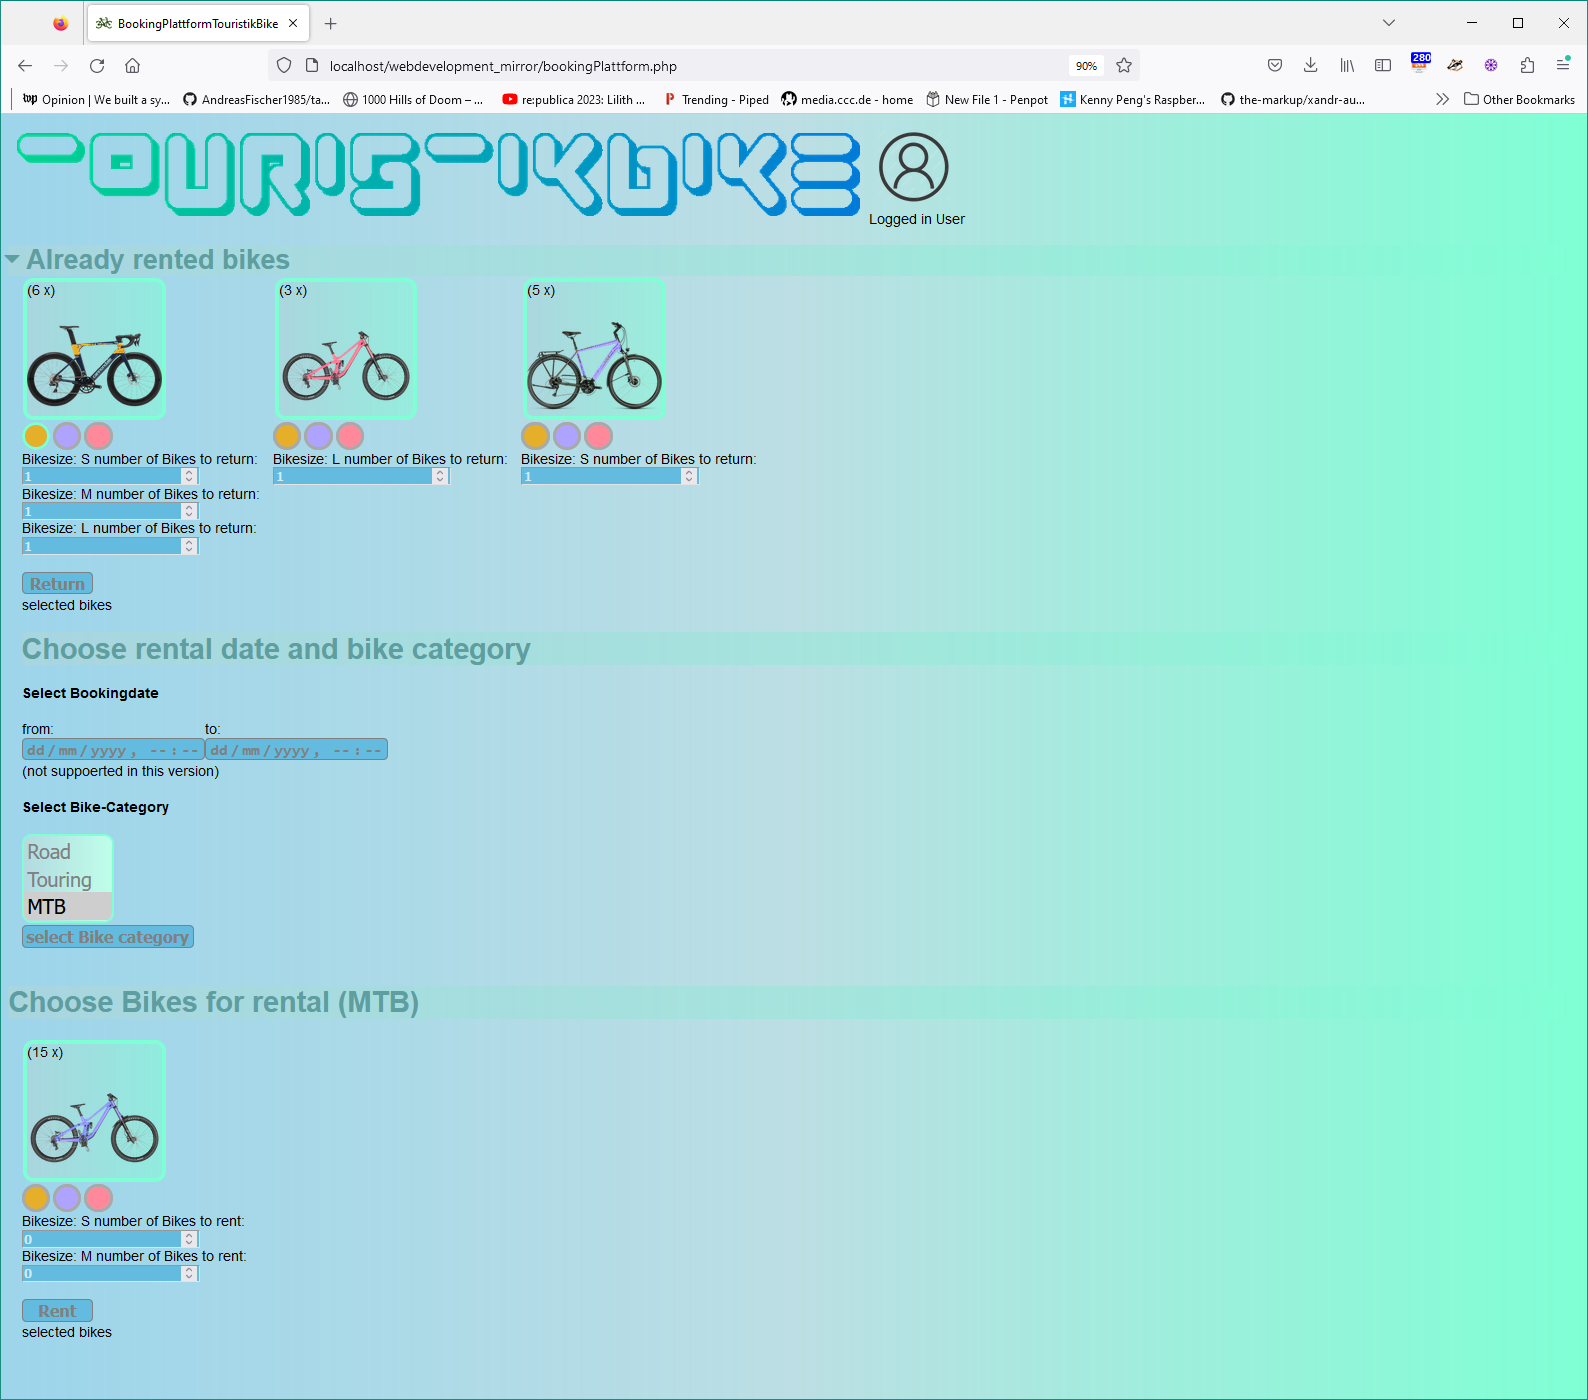 BookingPlattformTouristikBike
localhost/webdevelopment_mirror/bookingPlattform.php
90%
280
wp Opinion | We built a sy...
AndreasFischer1985/ta...
1000 Hills of Doom – ...
re:publica 2023: Lilith ...
Trending - Piped
media.ccc.de - home
New File 1 - Penpot
Kenny Peng's Raspber...
the-markup/xandr-au...
Other Bookmarks
TOURISTIKBIKE
Logged in User
Already rented bikes
(6 x) (3 x) (5 x)
Bikesize: S number of Bikes to return: Bikesize: L number of Bikes to return: Bikesize: S number of Bikes to return:
1 1 1
Bikesize: M number of Bikes to return:
1
Bikesize: L number of Bikes to return:
1
Return
selected bikes
Choose rental date and bike category
Select Bookingdate
from: to:
dd/mm/yyyy, --:-- dd/mm/yyyy, --:--
(not suppoerted in this version)
Select Bike-Category
Road
Touring
MTB
select Bike category
Choose Bikes for rental (MTB)
(15 x)
Bikesize: S number of Bikes to rent:
0
Bikesize: M number of Bikes to rent:
0
Rent
selected bikes